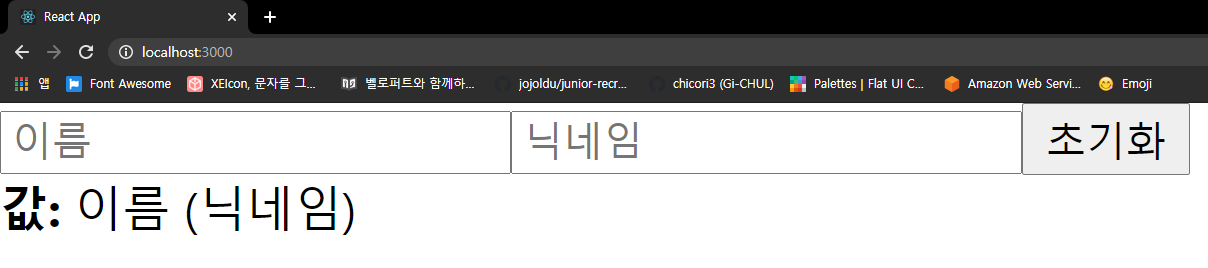 React App
localhost:3000
앱 Font Awesome XEIcon, 문자를 그... 벨로퍼트와 함께하... jojoldu/junior-recr... chicori3 (Gi-CHUL) Palettes | Flat UI C... Amazon Web Servi... Emoji
이름 닉네임 초기화
값: 이름 (닉네임)